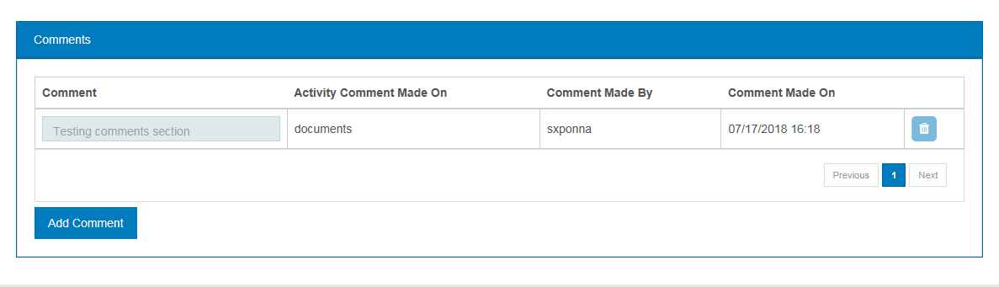 Comments
Comment Activity Comment Made On Comment Made By Comment Made On
Testing comments section documents sxponna 07/17/2018 16:18
Previous 1 Next
Add Comment